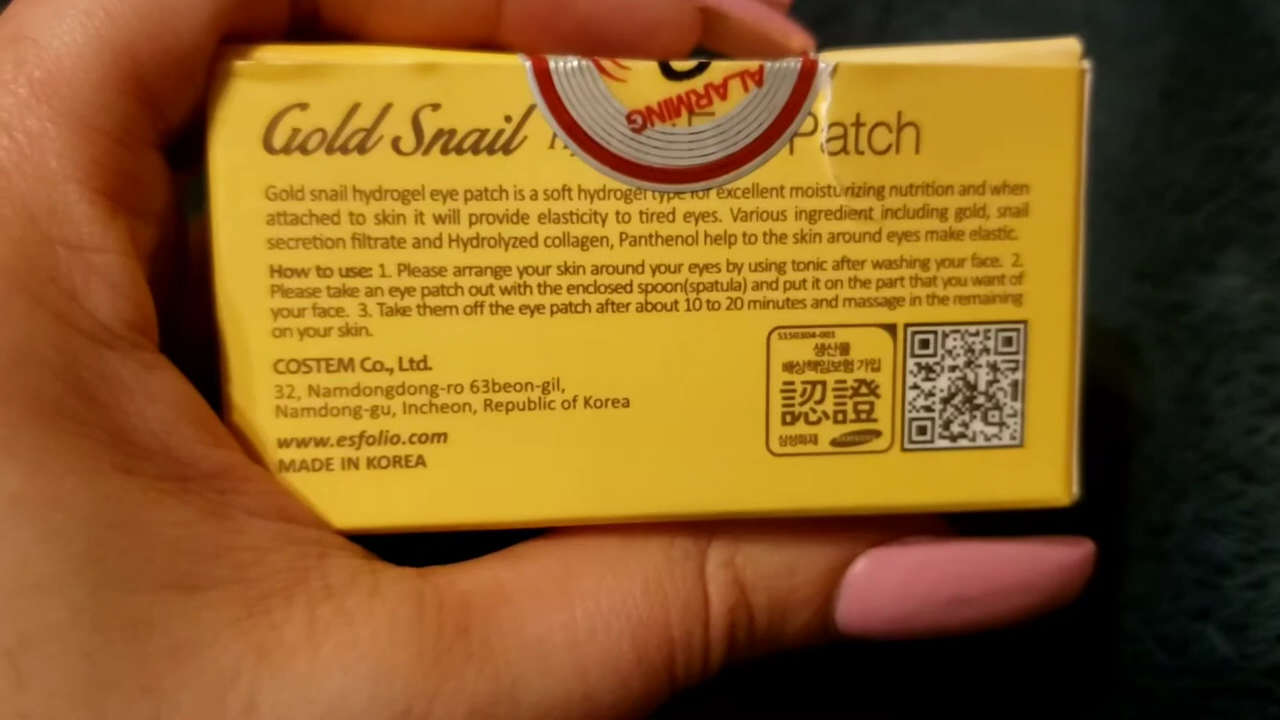 ALARMING
Gold Snail Patch
Gold snail hydrogel eye patch is a soft hydrogel type for excellent moisturizing nutrition and when
attached to skin it will provide elasticity to tired eyes. Various ingredient including gold, snail
secretion filtrate and Hydrolyzed collagen, Panthenol help to the skin around eyes make elastic.
How to use: 1. Please arrange your skin around your eyes by using tonic after washing your face. 2.
Please take an eye patch out with the enclosed spoon(spatula) and put it on the part that you want of
your face. 3. Take them off the eye patch after about 10 to 20 minutes and massage in the remaining
on your skin.
COSTEM Co., Ltd.
32, Namdongdong-ro 63beon-gil,
Namdong-gu, Incheon, Republic of Korea
www.esfolio.com
MADE IN KOREA
S150304-001
생산물
배상책임보험 가입
認證
삼성화재 SAMSUNG